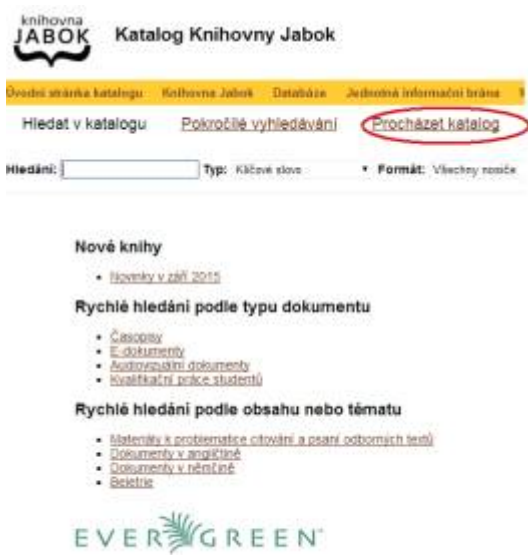 knihovna
JABOK
Katalog Knihovny Jabok
Úvodní stránka katalogu Knihovna Jabok Databáze Jednotná informační brána
Hledat v katalogu Pokročilé vyhledávání Procházet katalog
Hledání: Typ: Klíčové slovo Formát: Všechny nosiče
Nové knihy
Novinky v září 2015
Rychlé hledání podle typu dokumentu
Časopisy
E-dokumenty
Audiovizuální dokumenty
Kvalifikační práce studentů
Rychlé hledání podle obsahu nebo tématu
Materiály k problematice citování a psaní odborných textů
Dokumenty v angličtině
Dokumenty v němčině
Beletrie
EVERGREEN